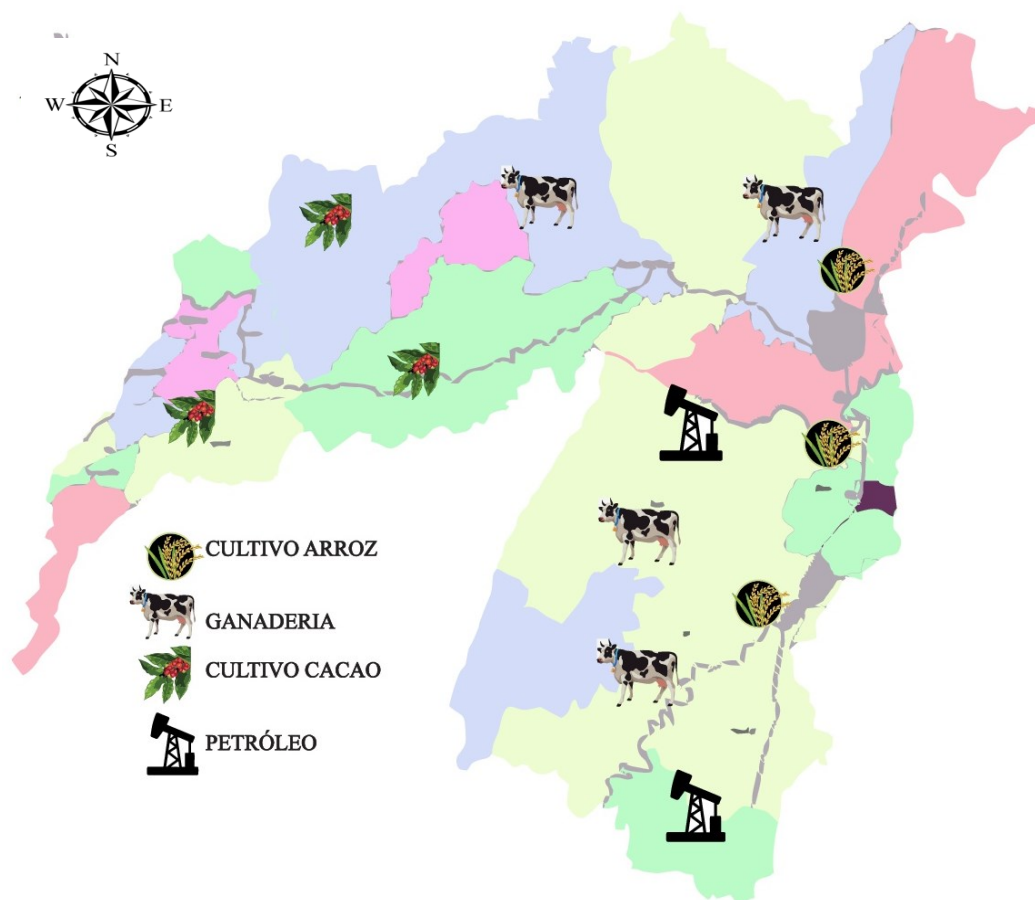 N
W E
S
CULTIVO ARROZ
GANADERIA
CULTIVO CACAO
PETRÓLEO